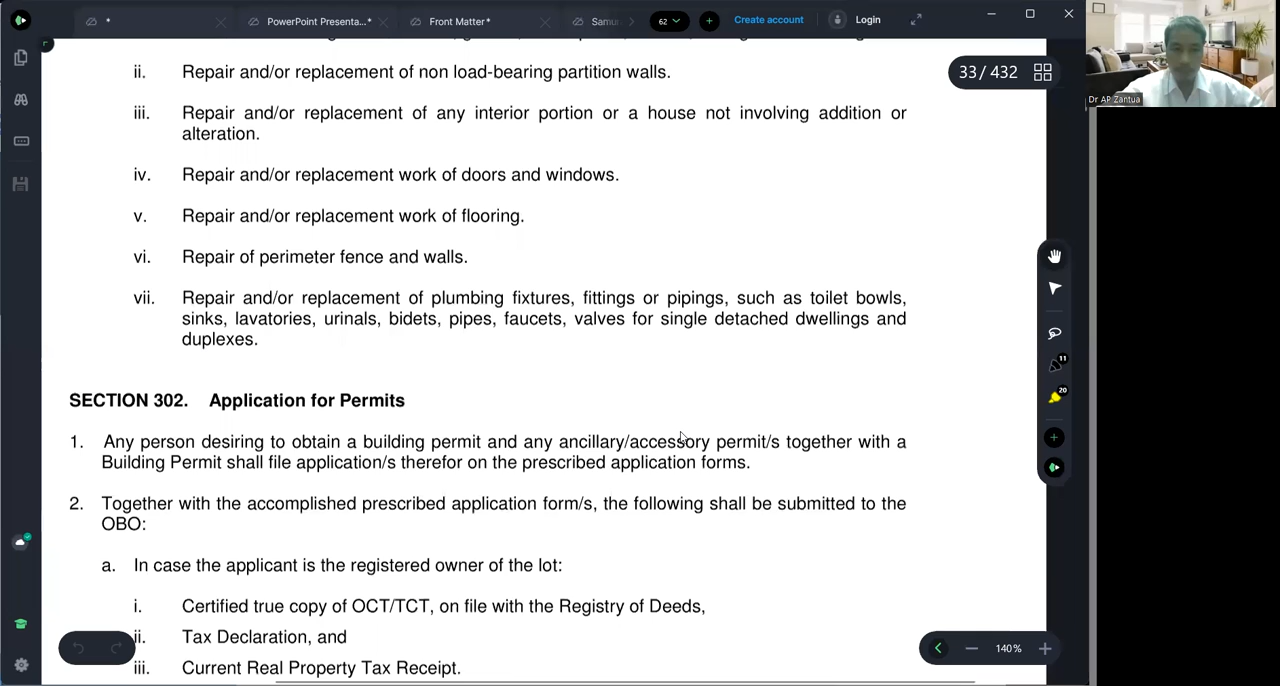 *
PowerPoint Presenta...*
Front Matter*
Samu
62
Create account
Login
33 / 432
Dr AP Zantua
ii. Repair and/or replacement of non load-bearing partition walls.
iii. Repair and/or replacement of any interior portion or a house not involving addition or
alteration.
iv. Repair and/or replacement work of doors and windows.
v. Repair and/or replacement work of flooring.
vi. Repair of perimeter fence and walls.
vii. Repair and/or replacement of plumbing fixtures, fittings or pipings, such as toilet bowls,
sinks, lavatories, urinals, bidets, pipes, faucets, valves for single detached dwellings and
duplexes.
11
20
SECTION 302. Application for Permits
1. Any person desiring to obtain a building permit and any ancillary/accessory permit/s together with a
Building Permit shall file application/s therefor on the prescribed application forms.
2. Together with the accomplished prescribed application form/s, the following shall be submitted to the
OBO:
a. In case the applicant is the registered owner of the lot:
i. Certified true copy of OCT/TCT, on file with the Registry of Deeds,
ii. Tax Declaration, and
iii. Current Real Property Tax Receipt.
140%